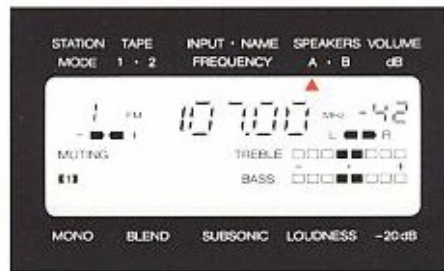 STATION TAPE INPUT · NAME SPEAKERS VOLUME
MODE 1 · 2 FREQUENCY A · B dB
1 FM 107.00 MHz -42
- + L R
MUTING TREBLE
- · +
BASS
MONO BLEND SUBSONIC LOUDNESS -20dB